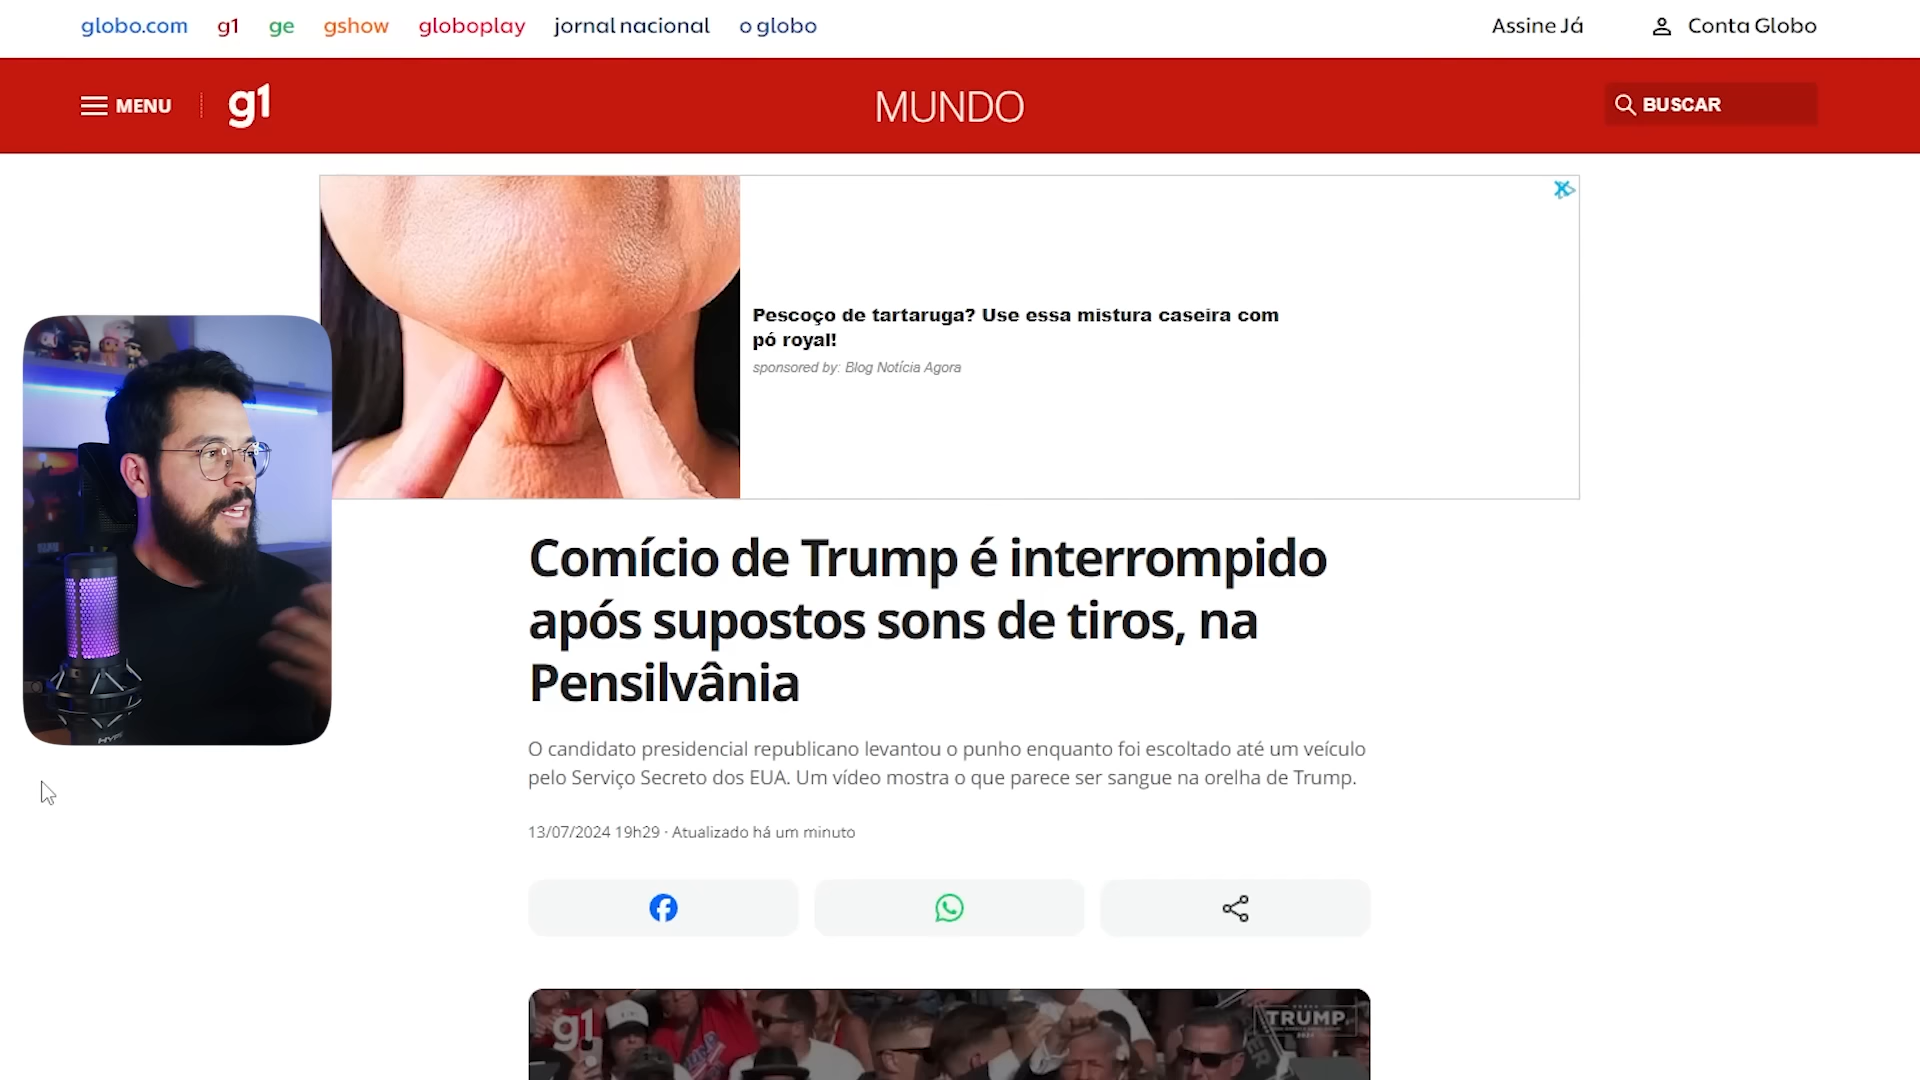 globo.com g1 ge gshow globoplay jornal nacional o globo Assine Já Conta Globo
MENU g1 MUNDO BUSCAR
Pescoço de tartaruga? Use essa mistura caseira com
pó royal!
sponsored by: Blog Notícia Agora
Comício de Trump é interrompido
após supostos sons de tiros, na
Pensilvânia
O candidato presidencial republicano levantou o punho enquanto foi escoltado até um veículo
pelo Serviço Secreto dos EUA. Um vídeo mostra o que parece ser sangue na orelha de Trump.
13/07/2024 19h29 · Atualizado há um minuto
g1
TRUMP